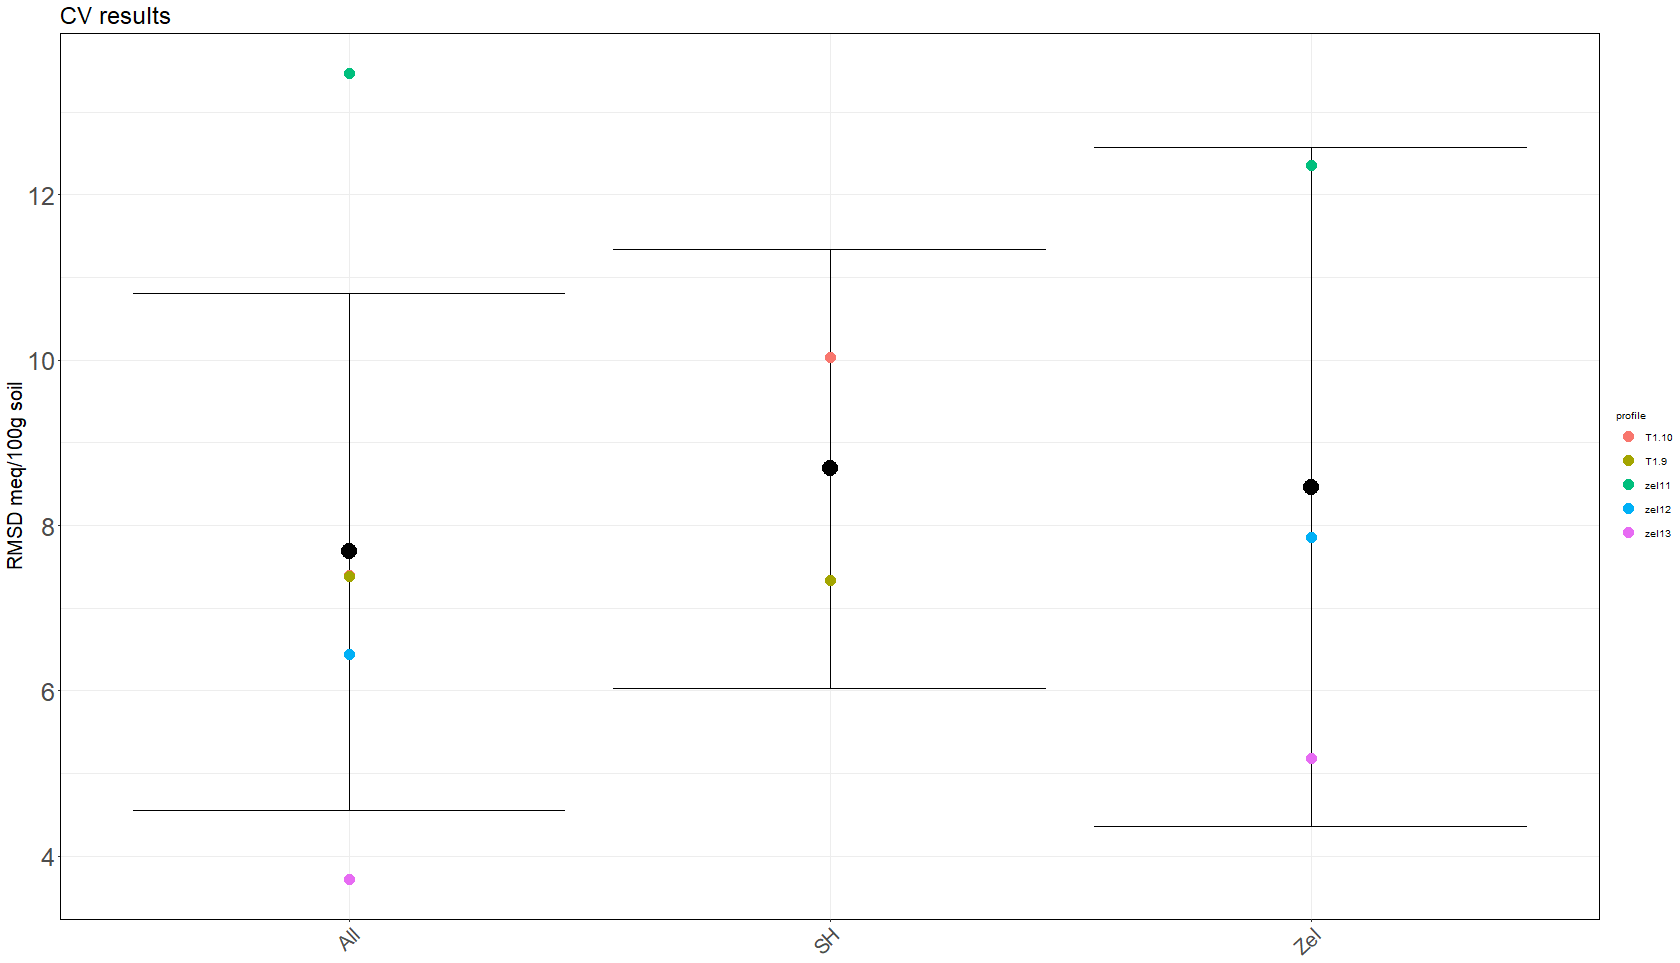 CV results
RMSD meq/100g soil
12
10
8
6
4
All
SH
Zel
profile
T1.10
T1.9
zel11
zel12
zel13